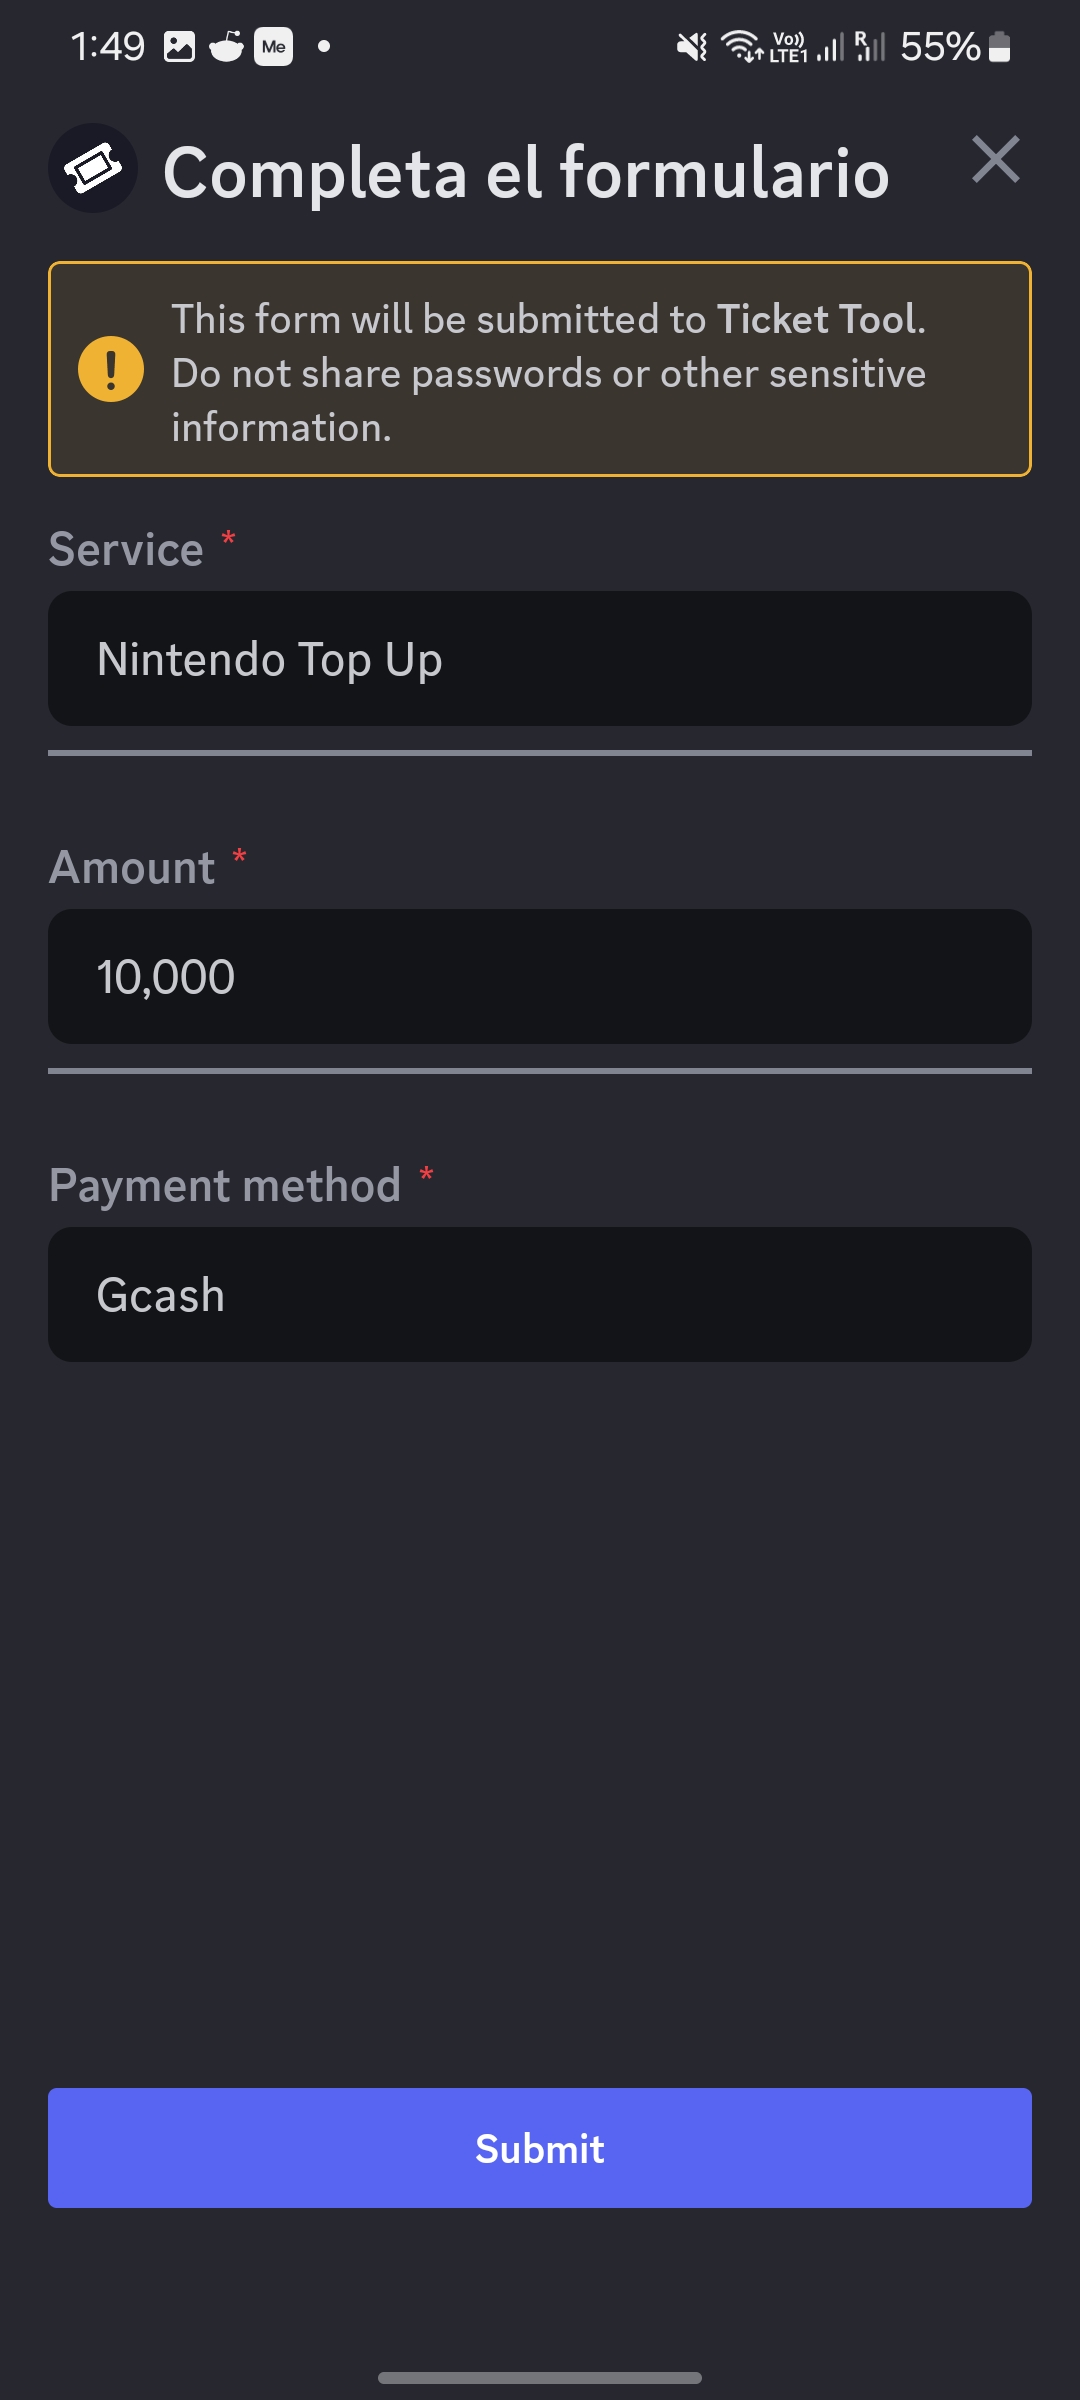 1:49 Me Vo)) LTE1 R 55%
Completa el formulario
This form will be submitted to Ticket Tool.
Do not share passwords or other sensitive
information.
Service *
Nintendo Top Up
Amount *
10,000
Payment method *
Gcash
Submit